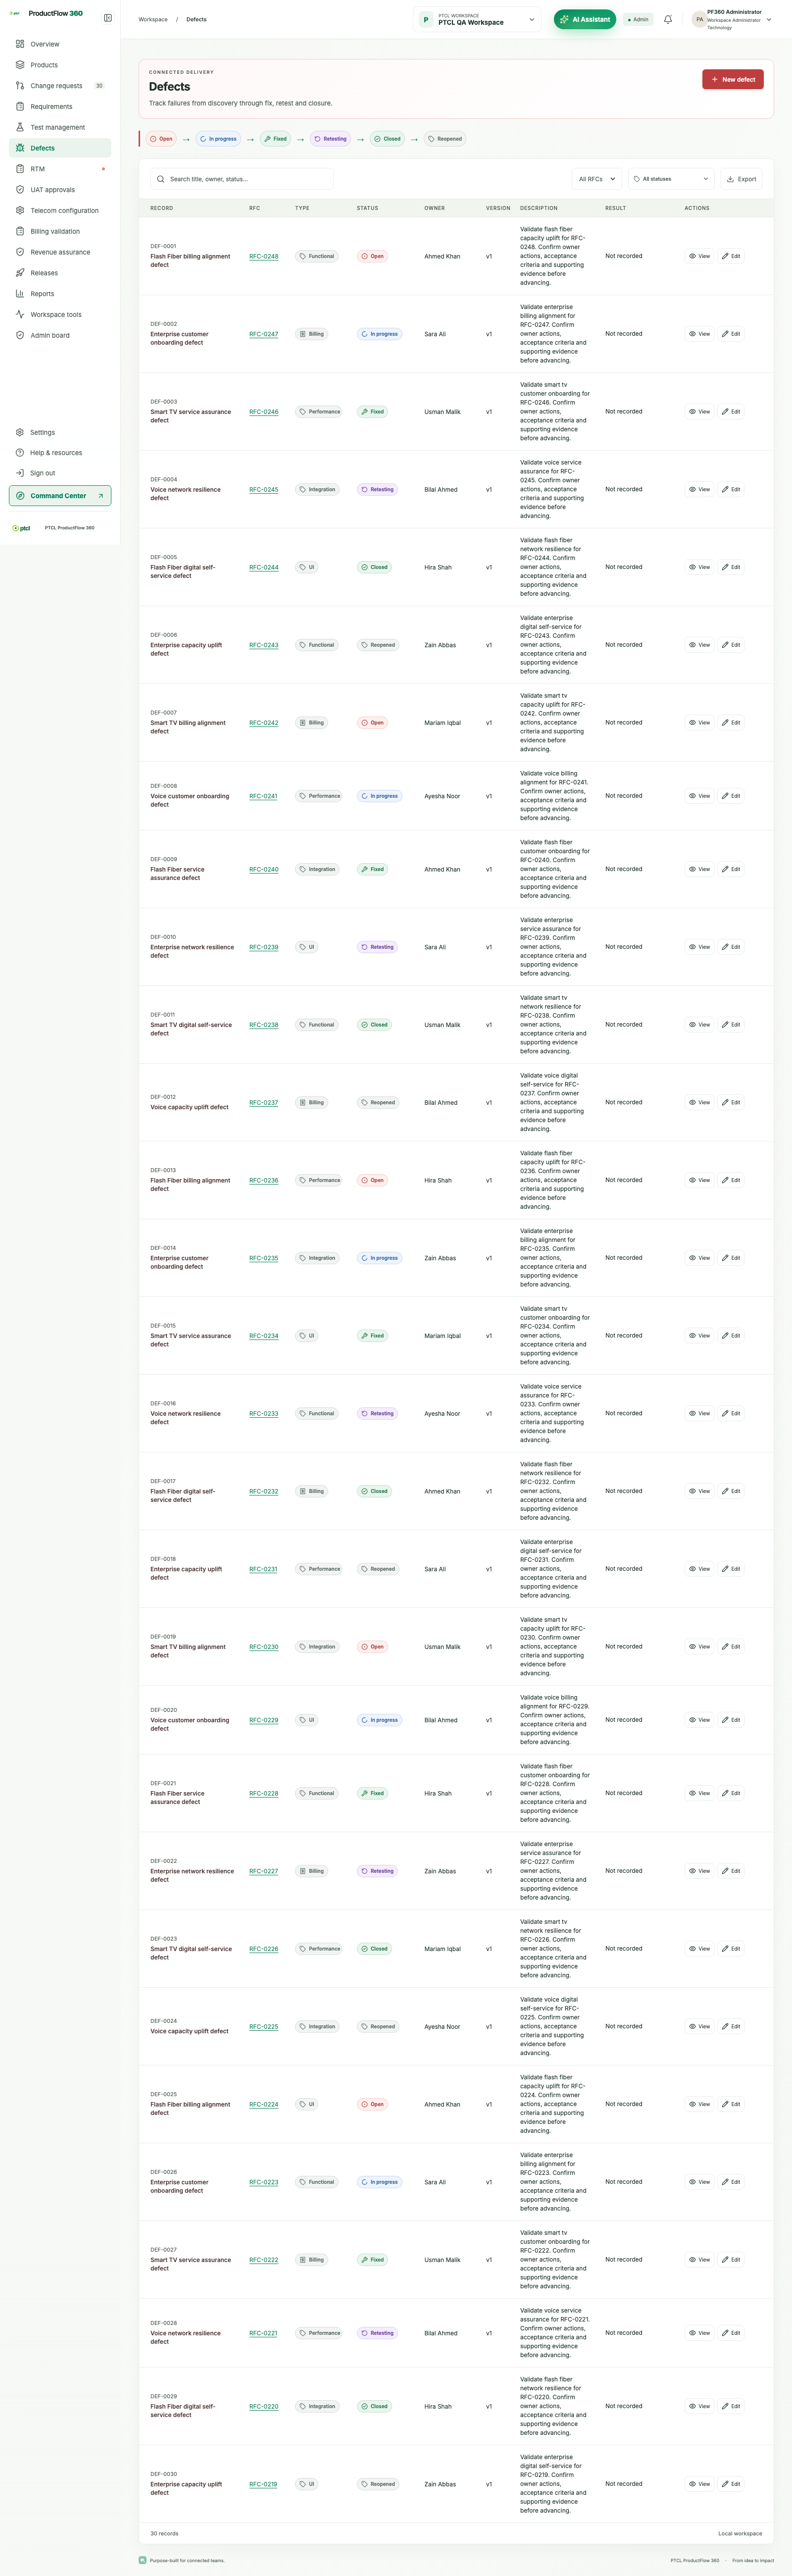 ProductFlow 360
Overview
Products
Change requests 30
Requirements
Test management
Defects
RTM
UAT approvals
Telecom configuration
Billing validation
Revenue assurance
Releases
Reports
Workspace tools
Admin board
Settings
Help & resources
Sign out
Command Center
ptcl PTCL ProductFlow 360
Workspace / Defects
P PTCL WORKSPACE
PTCL QA Workspace
AI Assistant
Admin
PA PF360 Administrator
Workspace Administrator
Technology
CONNECTED DELIVERY
Defects
Track failures from discovery through fix, retest and closure.
New defect
Open → In progress → Fixed → Retesting → Closed → Reopened
Search title, owner, status...
All RFCs
All statuses
Export
RECORD RFC TYPE STATUS OWNER VERSION DESCRIPTION RESULT ACTIONS
DEF-0001
Flash Fiber billing alignment
defect
RFC-0248 Functional Open Ahmed Khan v1
Validate flash fiber
capacity uplift for RFC-
0248. Confirm owner
actions, acceptance
criteria and supporting
evidence before
advancing.
Not recorded View Edit
DEF-0002
Enterprise customer
onboarding defect
RFC-0247 Billing In progress Sara Ali v1
Validate enterprise
billing alignment for
RFC-0247. Confirm
owner actions,
acceptance criteria and
supporting evidence
before advancing.
Not recorded View Edit
DEF-0003
Smart TV service assurance
defect
RFC-0246 Performance Fixed Usman Malik v1
Validate smart tv
customer onboarding for
RFC-0246. Confirm
owner actions,
acceptance criteria and
supporting evidence
before advancing.
Not recorded View Edit
DEF-0004
Voice network resilience
defect
RFC-0245 Integration Retesting Bilal Ahmed v1
Validate voice service
assurance for RFC-
0245. Confirm owner
actions, acceptance
criteria and supporting
evidence before
advancing.
Not recorded View Edit
DEF-0005
Flash Fiber digital self-
service defect
RFC-0244 UI Closed Hira Shah v1
Validate flash fiber
network resilience for
RFC-0244. Confirm
owner actions,
acceptance criteria and
supporting evidence
before advancing.
Not recorded View Edit
DEF-0006
Enterprise capacity uplift
defect
RFC-0243 Functional Reopened Zain Abbas v1
Validate enterprise
digital self-service for
RFC-0243. Confirm
owner actions,
acceptance criteria and
supporting evidence
before advancing.
Not recorded View Edit
DEF-0007
Smart TV billing alignment
defect
RFC-0242 Billing Open Mariam Iqbal v1
Validate smart tv
capacity uplift for RFC-
0242. Confirm owner
actions, acceptance
criteria and supporting
evidence before
advancing.
Not recorded View Edit
DEF-0008
Voice customer onboarding
defect
RFC-0241 Performance In progress Ayesha Noor v1
Validate voice billing
alignment for RFC-0241.
Confirm owner actions,
acceptance criteria and
supporting evidence
before advancing.
Not recorded View Edit
DEF-0009
Flash Fiber service
assurance defect
RFC-0240 Integration Fixed Ahmed Khan v1
Validate flash fiber
customer onboarding for
RFC-0240. Confirm
owner actions,
acceptance criteria and
supporting evidence
before advancing.
Not recorded View Edit
DEF-0010
Enterprise network resilience
defect
RFC-0239 UI Retesting Sara Ali v1
Validate enterprise
service assurance for
RFC-0239. Confirm
owner actions,
acceptance criteria and
supporting evidence
before advancing.
Not recorded View Edit
DEF-0011
Smart TV digital self-service
defect
RFC-0238 Functional Closed Usman Malik v1
Validate smart tv
network resilience for
RFC-0238. Confirm
owner actions,
acceptance criteria and
supporting evidence
before advancing.
Not recorded View Edit
DEF-0012
Voice capacity uplift defect
RFC-0237 Billing Reopened Bilal Ahmed v1
Validate voice digital
self-service for RFC-
0237. Confirm owner
actions, acceptance
criteria and supporting
evidence before
advancing.
Not recorded View Edit
DEF-0013
Flash Fiber billing alignment
defect
RFC-0236 Performance Open Hira Shah v1
Validate flash fiber
capacity uplift for RFC-
0236. Confirm owner
actions, acceptance
criteria and supporting
evidence before
advancing.
Not recorded View Edit
DEF-0014
Enterprise customer
onboarding defect
RFC-0235 Integration In progress Zain Abbas v1
Validate enterprise
billing alignment for
RFC-0235. Confirm
owner actions,
acceptance criteria and
supporting evidence
before advancing.
Not recorded View Edit
DEF-0015
Smart TV service assurance
defect
RFC-0234 UI Fixed Mariam Iqbal v1
Validate smart tv
customer onboarding for
RFC-0234. Confirm
owner actions,
acceptance criteria and
supporting evidence
before advancing.
Not recorded View Edit
DEF-0016
Voice network resilience
defect
RFC-0233 Functional Retesting Ayesha Noor v1
Validate voice service
assurance for RFC-
0233. Confirm owner
actions, acceptance
criteria and supporting
evidence before
advancing.
Not recorded View Edit
DEF-0017
Flash Fiber digital self-
service defect
RFC-0232 Billing Closed Ahmed Khan v1
Validate flash fiber
network resilience for
RFC-0232. Confirm
owner actions,
acceptance criteria and
supporting evidence
before advancing.
Not recorded View Edit
DEF-0018
Enterprise capacity uplift
defect
RFC-0231 Performance Reopened Sara Ali v1
Validate enterprise
digital self-service for
RFC-0231. Confirm
owner actions,
acceptance criteria and
supporting evidence
before advancing.
Not recorded View Edit
DEF-0019
Smart TV billing alignment
defect
RFC-0230 Integration Open Usman Malik v1
Validate smart tv
capacity uplift for RFC-
0230. Confirm owner
actions, acceptance
criteria and supporting
evidence before
advancing.
Not recorded View Edit
DEF-0020
Voice customer onboarding
defect
RFC-0229 UI In progress Bilal Ahmed v1
Validate voice billing
alignment for RFC-0229.
Confirm owner actions,
acceptance criteria and
supporting evidence
before advancing.
Not recorded View Edit
DEF-0021
Flash Fiber service
assurance defect
RFC-0228 Functional Fixed Hira Shah v1
Validate flash fiber
customer onboarding for
RFC-0228. Confirm
owner actions,
acceptance criteria and
supporting evidence
before advancing.
Not recorded View Edit
DEF-0022
Enterprise network resilience
defect
RFC-0227 Billing Retesting Zain Abbas v1
Validate enterprise
service assurance for
RFC-0227. Confirm
owner actions,
acceptance criteria and
supporting evidence
before advancing.
Not recorded View Edit
DEF-0023
Smart TV digital self-service
defect
RFC-0226 Performance Closed Mariam Iqbal v1
Validate smart tv
network resilience for
RFC-0226. Confirm
owner actions,
acceptance criteria and
supporting evidence
before advancing.
Not recorded View Edit
DEF-0024
Voice capacity uplift defect
RFC-0225 Integration Reopened Ayesha Noor v1
Validate voice digital
self-service for RFC-
0225. Confirm owner
actions, acceptance
criteria and supporting
evidence before
advancing.
Not recorded View Edit
DEF-0025
Flash Fiber billing alignment
defect
RFC-0224 UI Open Ahmed Khan v1
Validate flash fiber
capacity uplift for RFC-
0224. Confirm owner
actions, acceptance
criteria and supporting
evidence before
advancing.
Not recorded View Edit
DEF-0026
Enterprise customer
onboarding defect
RFC-0223 Functional In progress Sara Ali v1
Validate enterprise
billing alignment for
RFC-0223. Confirm
owner actions,
acceptance criteria and
supporting evidence
before advancing.
Not recorded View Edit
DEF-0027
Smart TV service assurance
defect
RFC-0222 Billing Fixed Usman Malik v1
Validate smart tv
customer onboarding for
RFC-0222. Confirm
owner actions,
acceptance criteria and
supporting evidence
before advancing.
Not recorded View Edit
DEF-0028
Voice network resilience
defect
RFC-0221 Performance Retesting Bilal Ahmed v1
Validate voice service
assurance for RFC-0221.
Confirm owner actions,
acceptance criteria and
supporting evidence
before advancing.
Not recorded View Edit
DEF-0029
Flash Fiber digital self-
service defect
RFC-0220 Integration Closed Hira Shah v1
Validate flash fiber
network resilience for
RFC-0220. Confirm
owner actions,
acceptance criteria and
supporting evidence
before advancing.
Not recorded View Edit
DEF-0030
Enterprise capacity uplift
defect
RFC-0219 UI Reopened Zain Abbas v1
Validate enterprise
digital self-service for
RFC-0219. Confirm
owner actions,
acceptance criteria and
supporting evidence
before advancing.
Not recorded View Edit
30 records Local workspace
Purpose-built for connected teams. PTCL ProductFlow 360 · From idea to impact